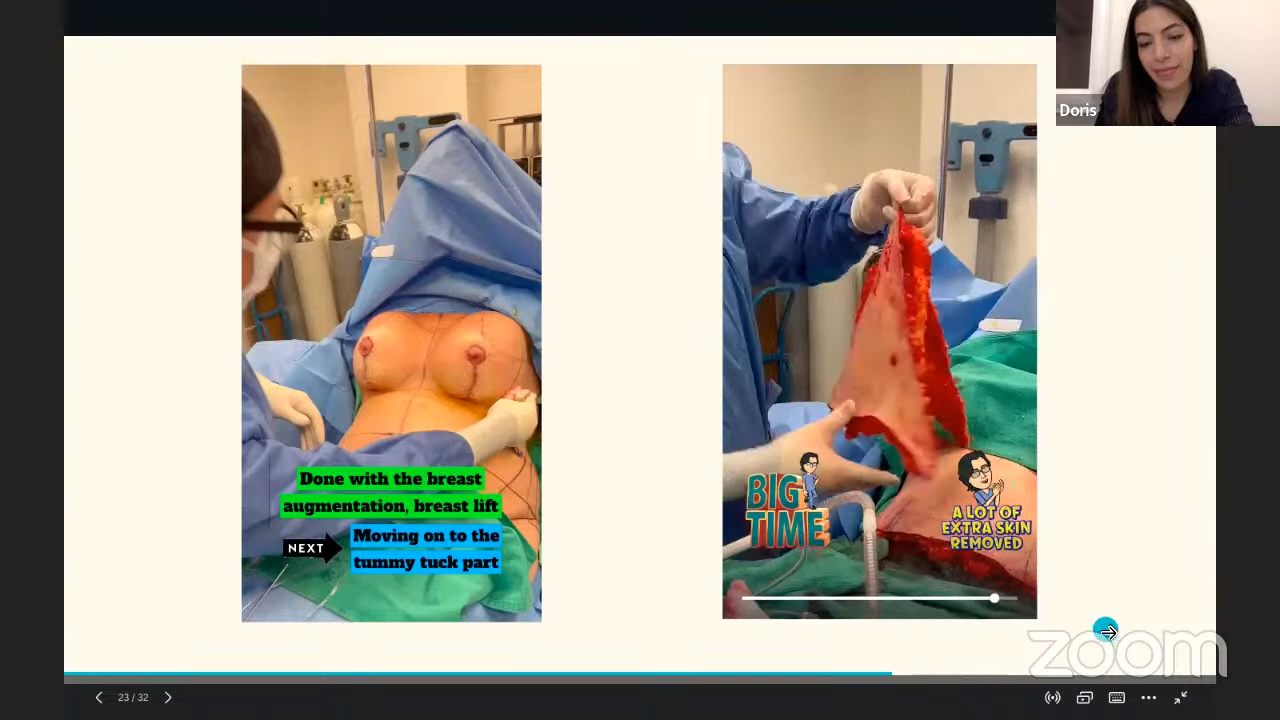 Doris
Done with the breast
augmentation, breast lift
NEXT
Moving on to the
tummy tuck part
BIG
TIME
A LOT OF
EXTRA SKIN
REMOVED
zoom
23 / 32